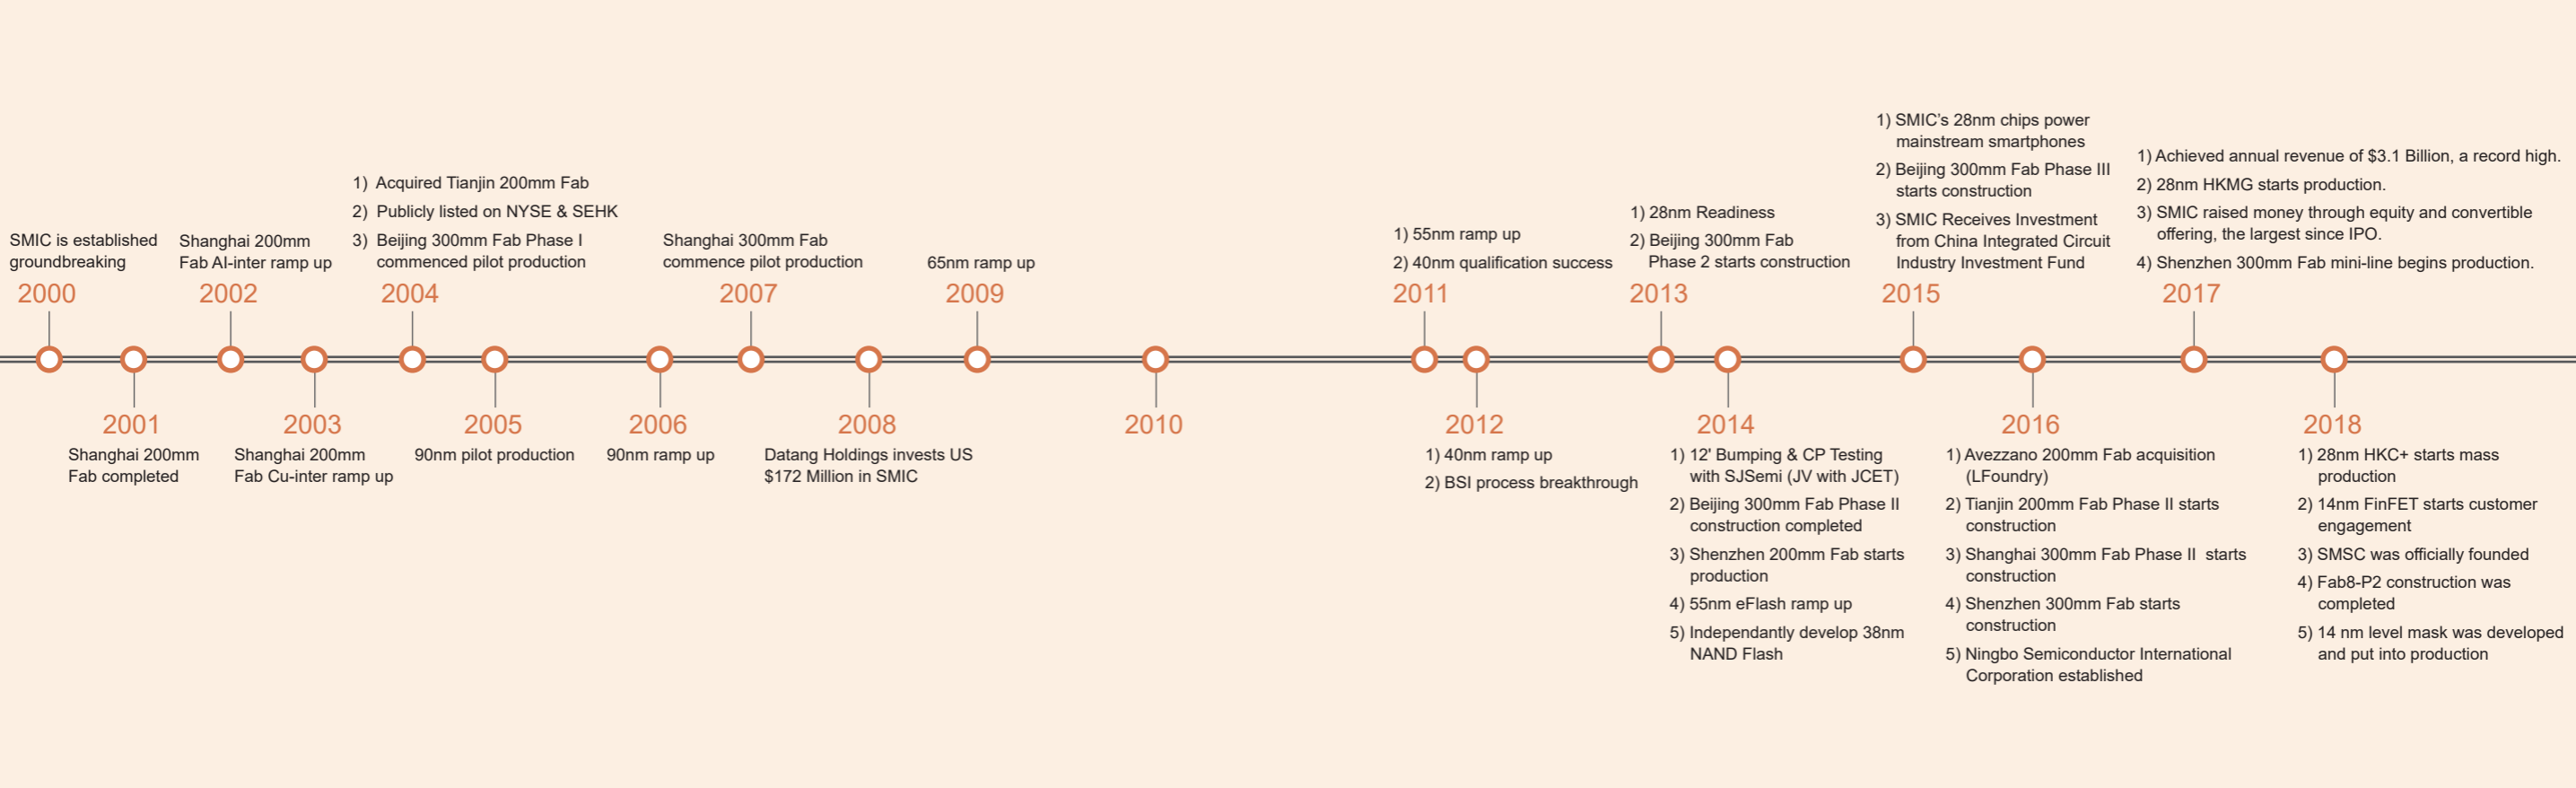 SMIC is established
groundbreaking
2000
Shanghai 200mm
Fab AI-inter ramp up
2002
1) Acquired Tianjin 200mm Fab
2) Publicly listed on NYSE & SEHK
3) Beijing 300mm Fab Phase I
commenced pilot production
2004
Shanghai 300mm Fab
commence pilot production
2007
65nm ramp up
2009
1) 55nm ramp up
2) 40nm qualification success
2011
1) 28nm Readiness
2) Beijing 300mm Fab
Phase 2 starts construction
2013
1) SMIC’s 28nm chips power
mainstream smartphones
2) Beijing 300mm Fab Phase III
starts construction
3) SMIC Receives Investment
from China Integrated Circuit
Industry Investment Fund
2015
1) Achieved annual revenue of $3.1 Billion, a record high.
2) 28nm HKMG starts production.
3) SMIC raised money through equity and convertible
offering, the largest since IPO.
4) Shenzhen 300mm Fab mini-line begins production.
2017
2001
Shanghai 200mm
Fab completed
2003
Shanghai 200mm
Fab Cu-inter ramp up
2005
90nm pilot production
2006
90nm ramp up
2008
Datang Holdings invests US
$172 Million in SMIC
2010
2012
1) 40nm ramp up
2) BSI process breakthrough
2014
1) 12' Bumping & CP Testing
with SJSemi (JV with JCET)
2) Beijing 300mm Fab Phase II
construction completed
3) Shenzhen 200mm Fab starts
production
4) 55nm eFlash ramp up
5) Independantly develop 38nm
NAND Flash
2016
1) Avezzano 200mm Fab acquisition
(LFoundry)
2) Tianjin 200mm Fab Phase II starts
construction
3) Shanghai 300mm Fab Phase II starts
construction
4) Shenzhen 300mm Fab starts
construction
5) Ningbo Semiconductor International
Corporation established
2018
1) 28nm HKC+ starts mass
production
2) 14nm FinFET starts customer
engagement
3) SMSC was officially founded
4) Fab8-P2 construction was
completed
5) 14 nm level mask was developed
and put into production